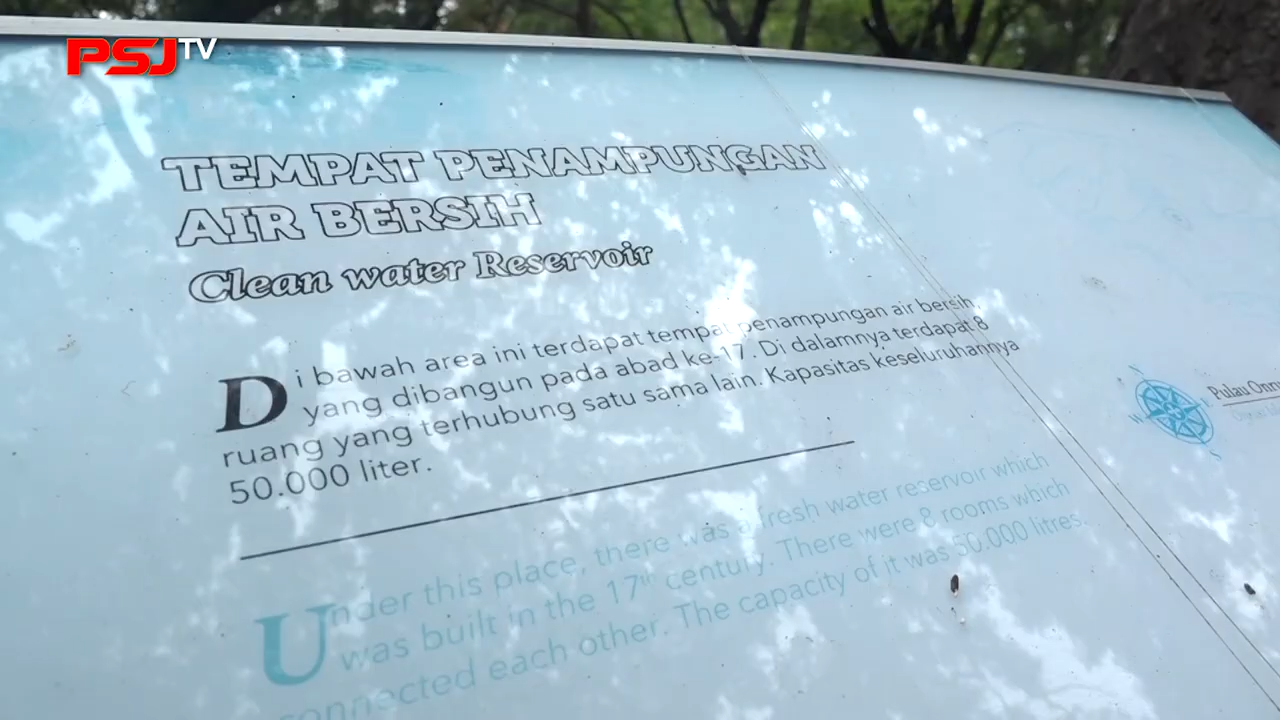 PSJ TV
TEMPAT PENAMPUNGAN
AIR BERSIH
Clean water Reservoir
Di bawah area ini terdapat tempat penampungan air bersih
yang dibangun pada abad ke-17. Di dalamnya terdapat 8
ruang yang terhubung satu sama lain. Kapasitas keseluruhannya
50.000 liter.
Under this place, there was a fresh water reservoir which
was built in the 17th century. There were 8 rooms which
connected each other. The capacity of it was 50.000 litres.
Pulau
W
S